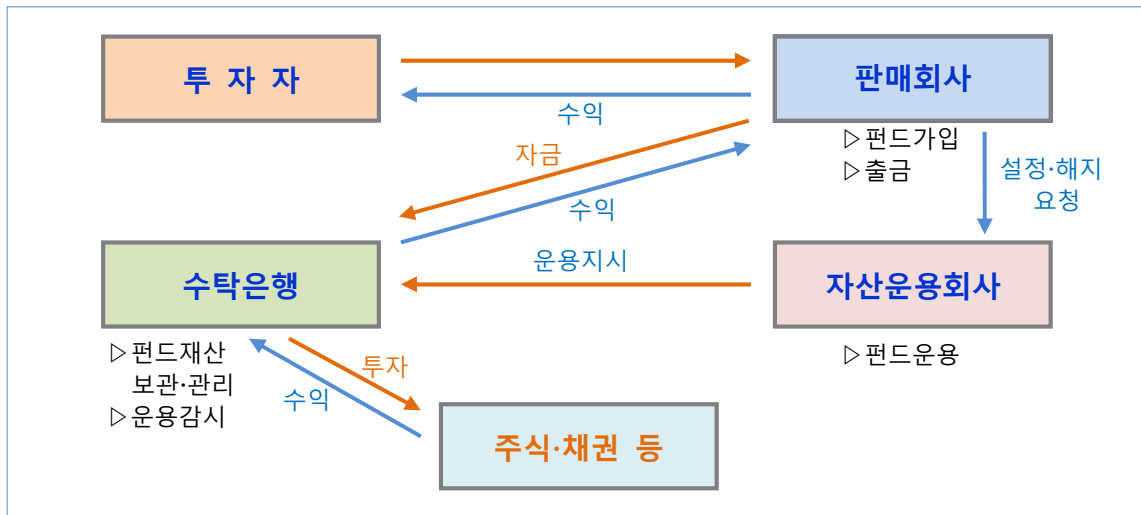 투 자 자
판매회사
수익
▷펀드가입
▷출금
자금
설정·해지
요청
수익
수탁은행
운용지시
자산운용회사
▷펀드재산
보관·관리
▷운용감시
투자
수익
▷펀드운용
주식·채권 등